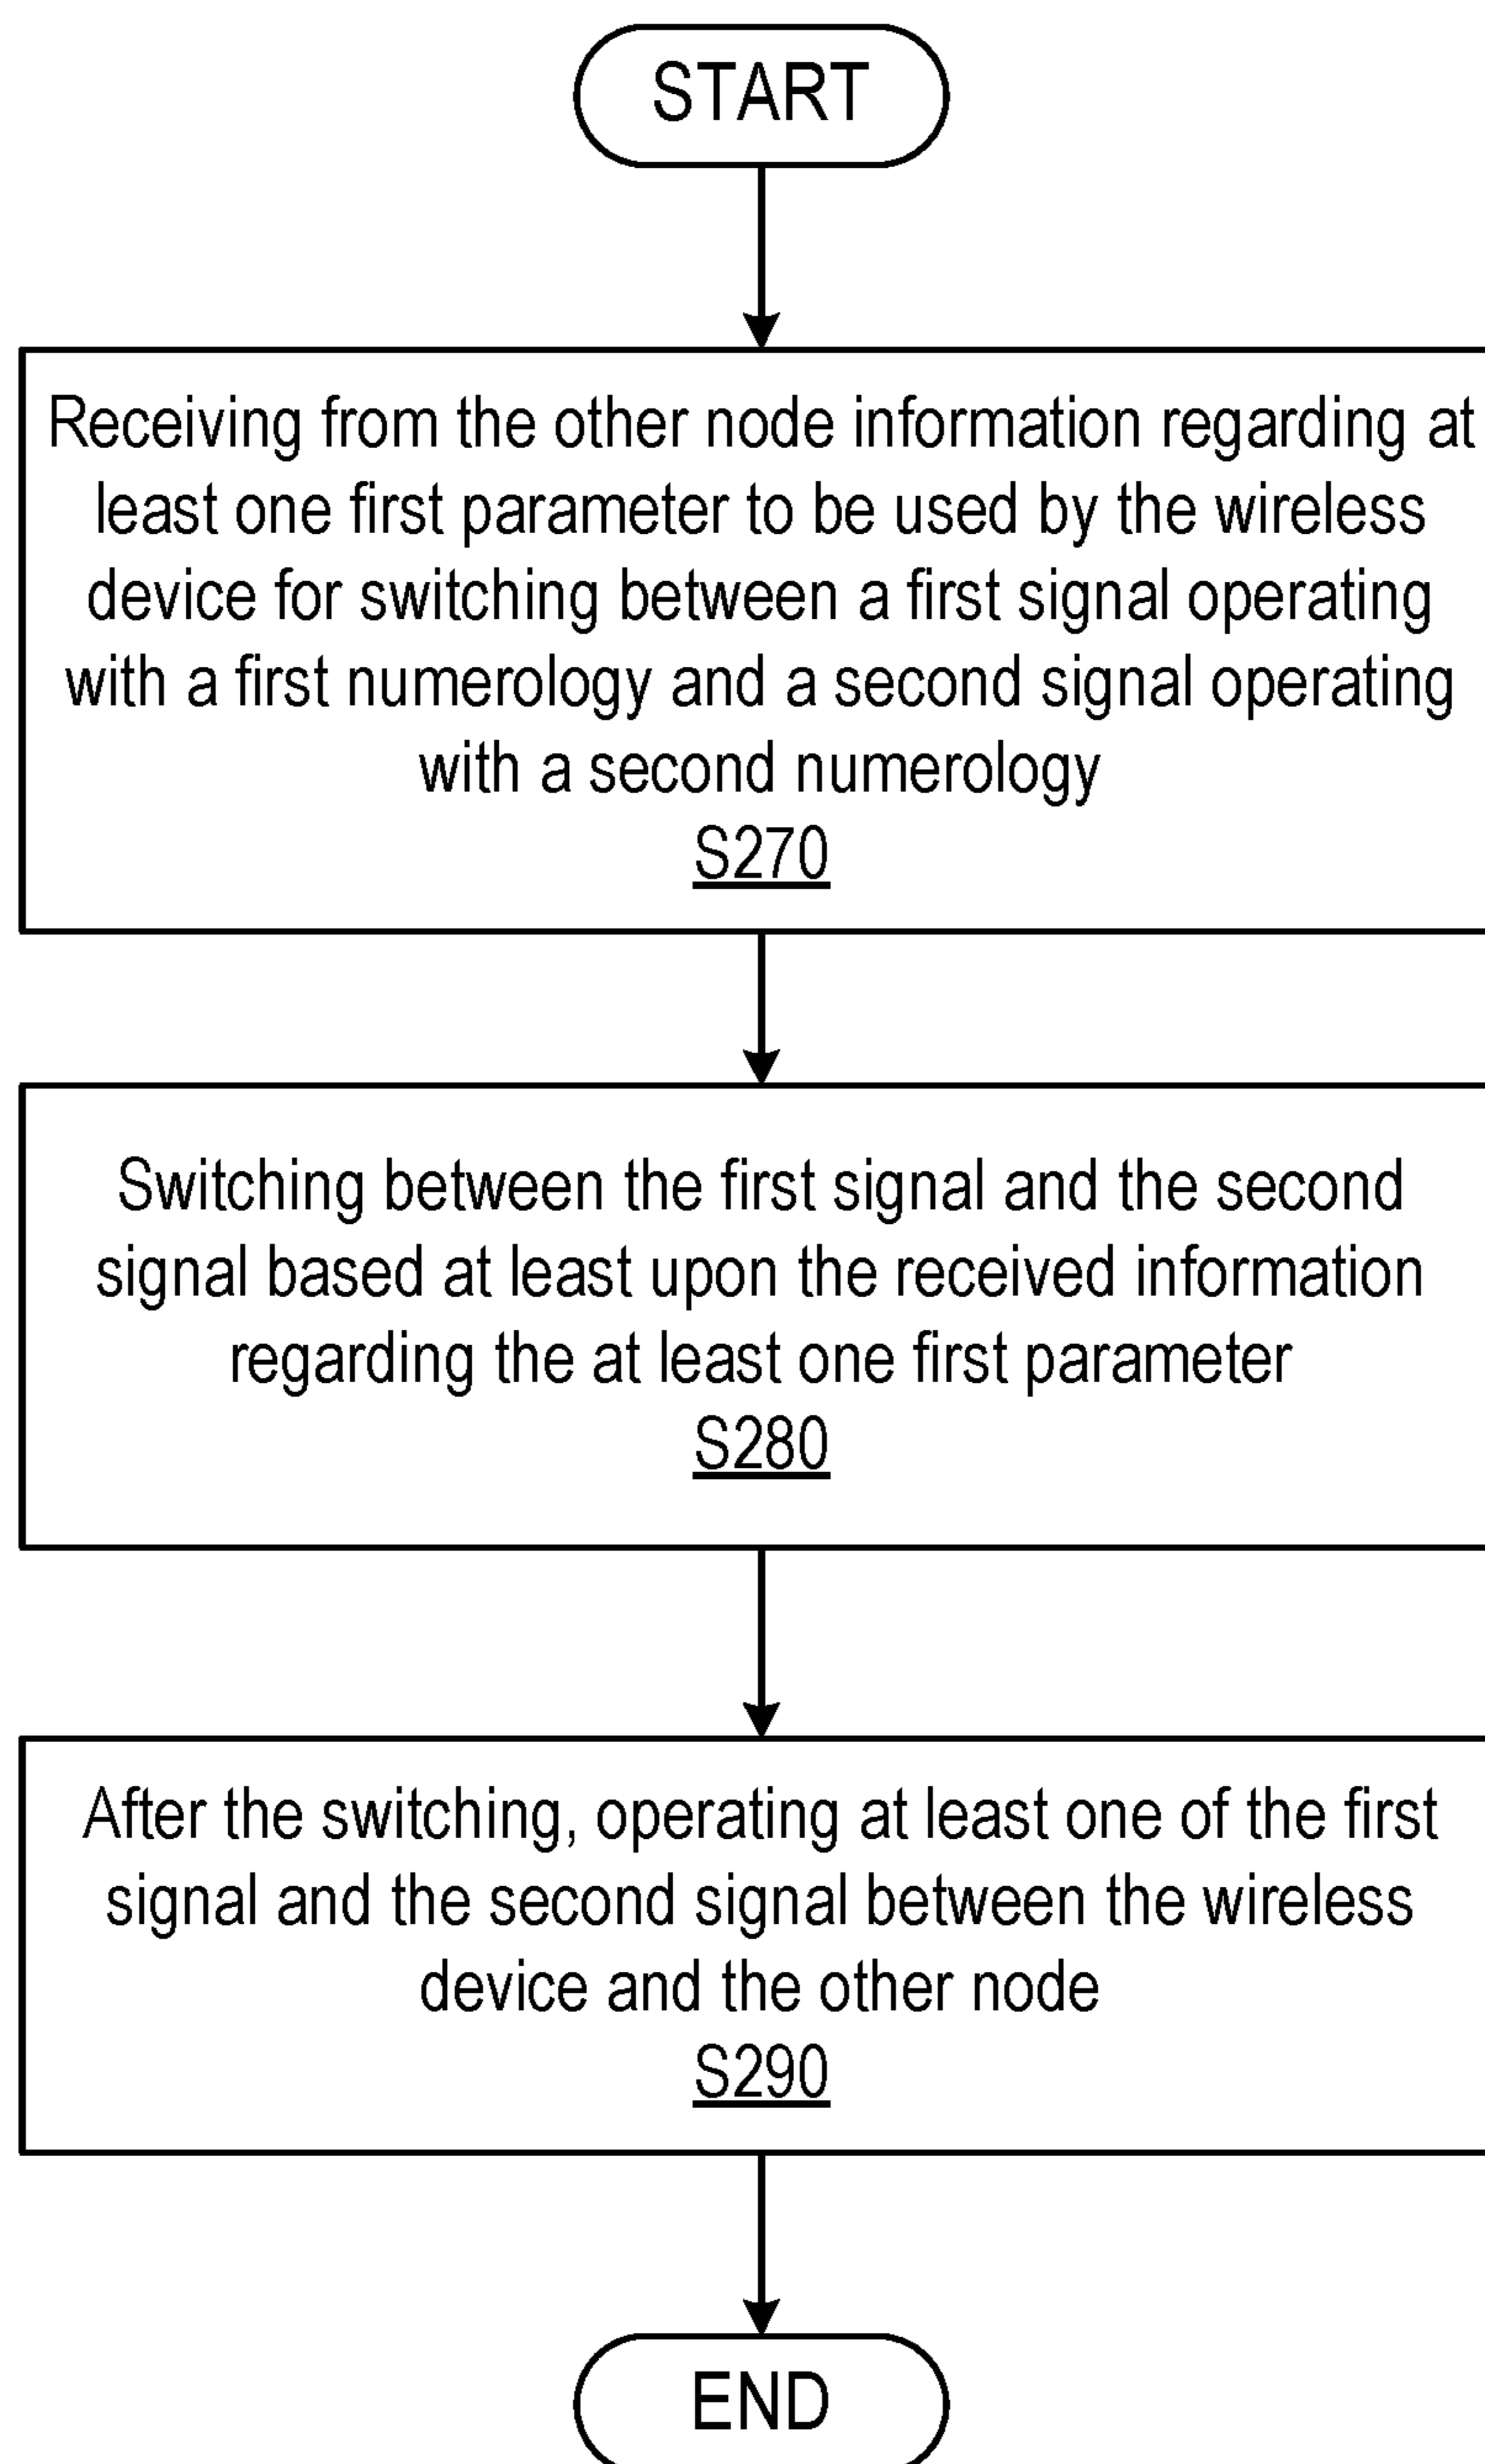 START
Receiving from the other node information regarding at
least one first parameter to be used by the wireless
device for switching between a first signal operating
with a first numerology and a second signal operating
with a second numerology
S270
Switching between the first signal and the second
signal based at least upon the received information
regarding the at least one first parameter
S280
After the switching, operating at least one of the first
signal and the second signal between the wireless
device and the other node
S290
END